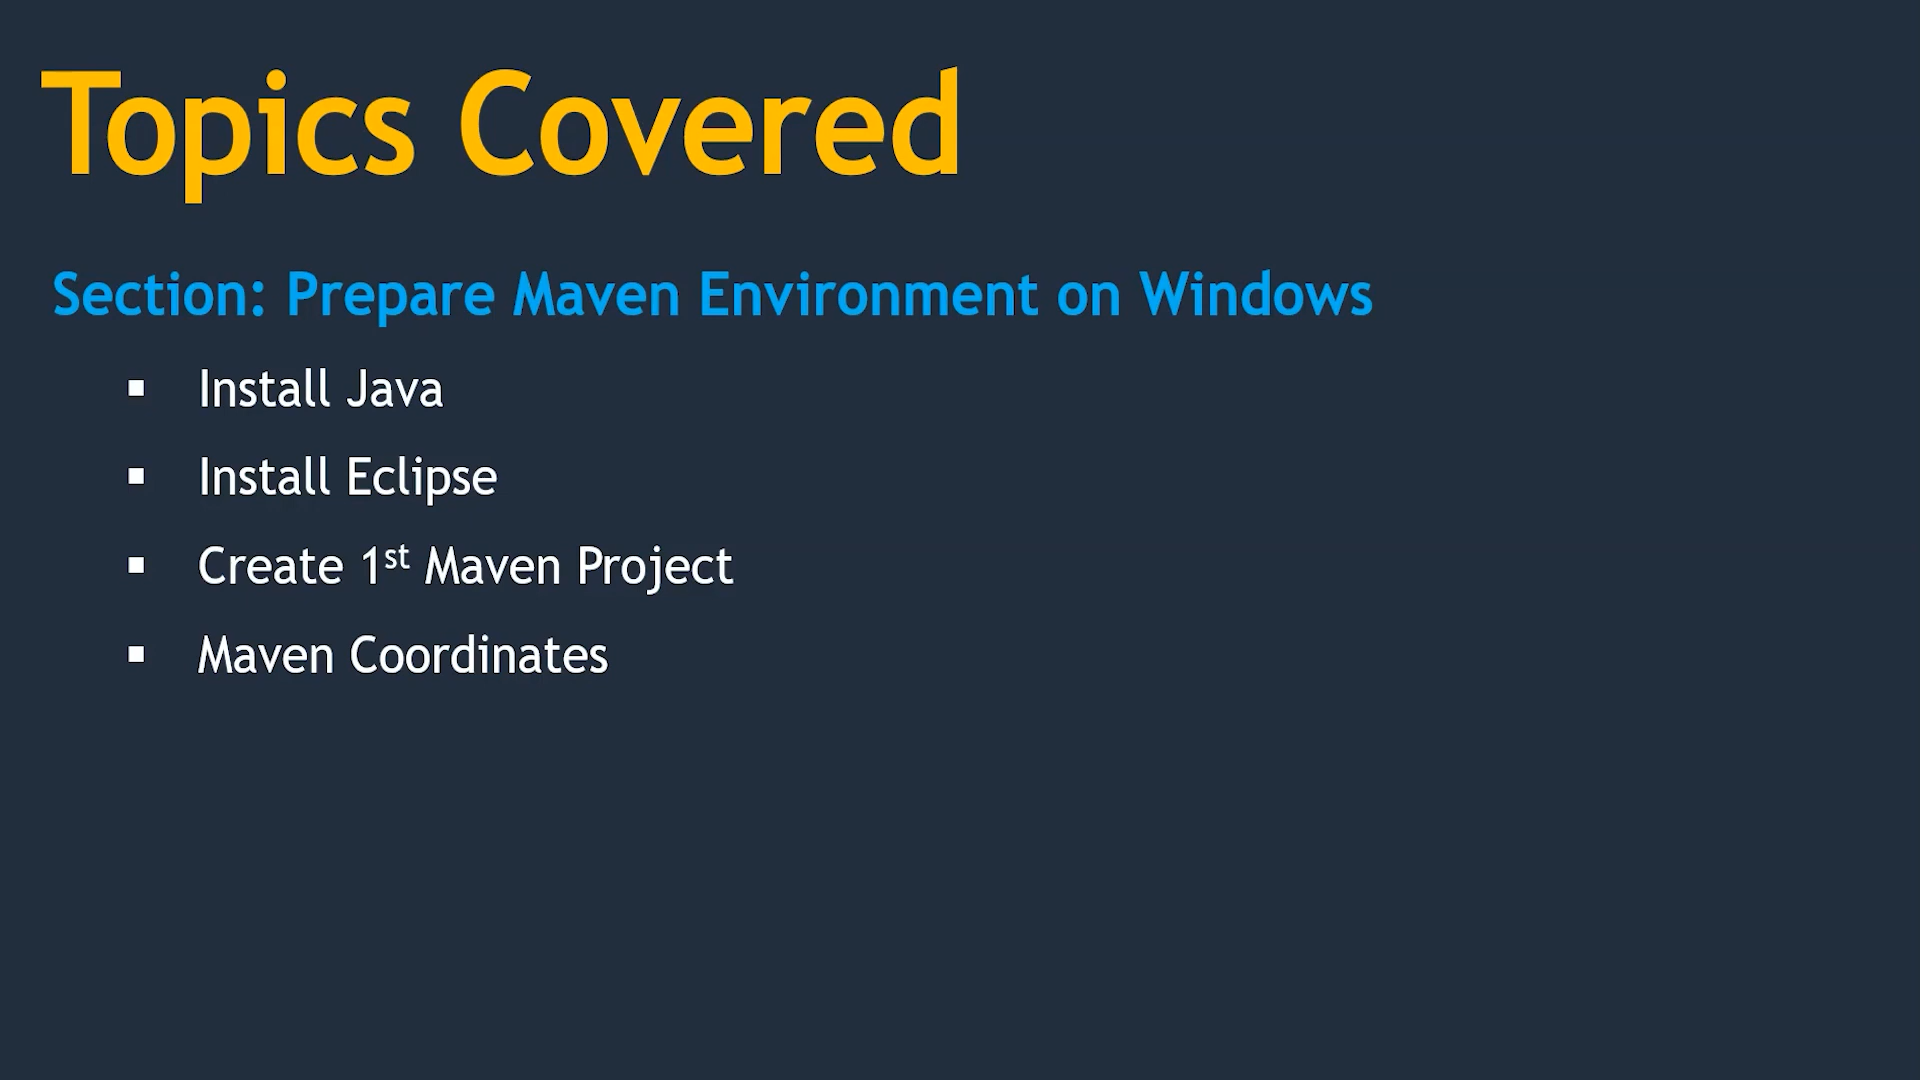 Topics Covered
Section: Prepare Maven Environment on Windows
▪ Install Java
▪ Install Eclipse
▪ Create 1st Maven Project
▪ Maven Coordinates